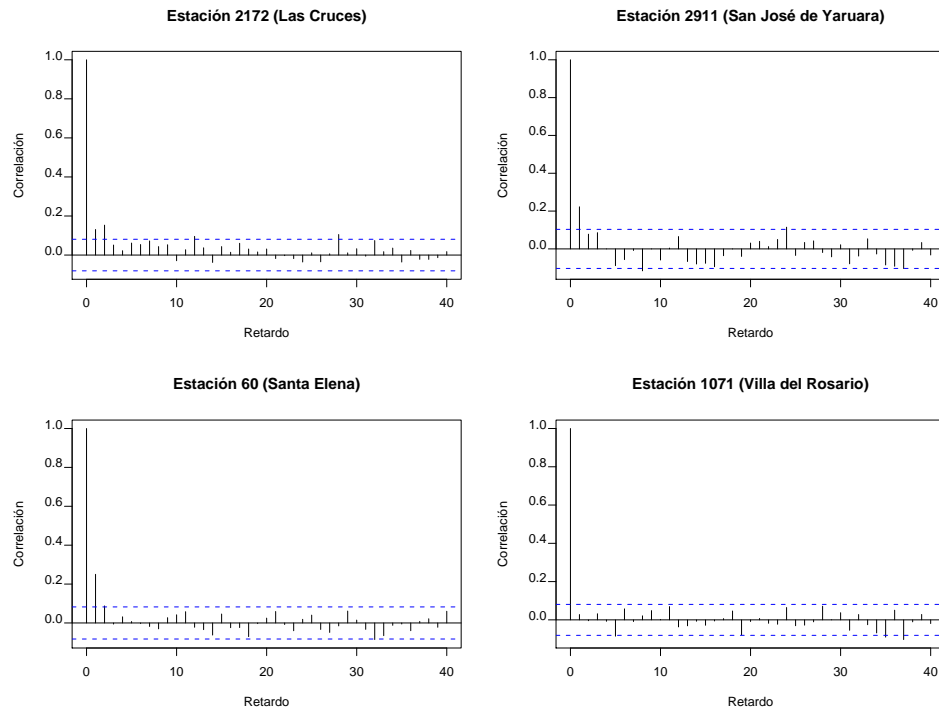 Estación 2172 (Las Cruces)
Correlación
1.0
0.8
0.6
0.4
0.2
0.0
0 10 20 30 40
Retardo
Estación 2911 (San José de Yaruara)
Correlación
1.0
0.8
0.6
0.4
0.2
0.0
0 10 20 30 40
Retardo
Estación 60 (Santa Elena)
Correlación
1.0
0.8
0.6
0.4
0.2
0.0
0 10 20 30 40
Retardo
Estación 1071 (Villa del Rosario)
Correlación
1.0
0.8
0.6
0.4
0.2
0.0
0 10 20 30 40
Retardo